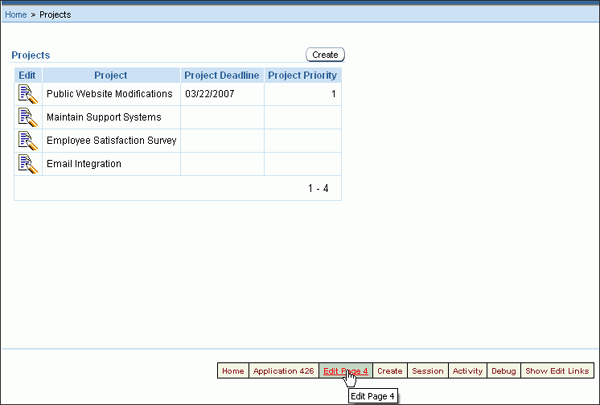 Home > Projects
Projects Create
Edit Project Project Deadline Project Priority
Public Website Modifications 03/22/2007 1
Maintain Support Systems
Employee Satisfaction Survey
Email Integration
1 - 4
Home Application 426 Edit Page 4 Create Session Activity Debug Show Edit Links
Edit Page 4